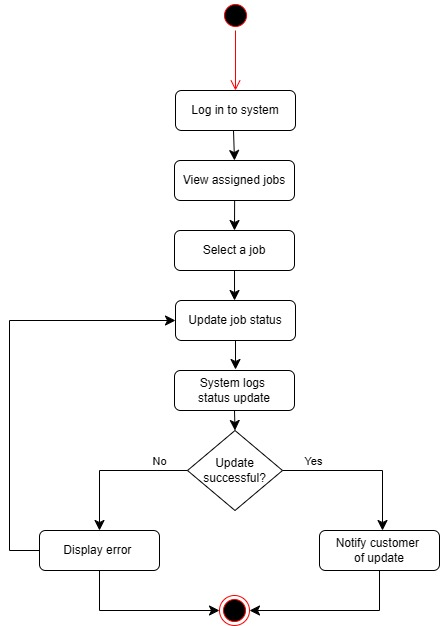 Log in to system
View assigned jobs
Select a job
Update job status
System logs
status update
Update
successful?
No
Yes
Display error
Notify customer
of update